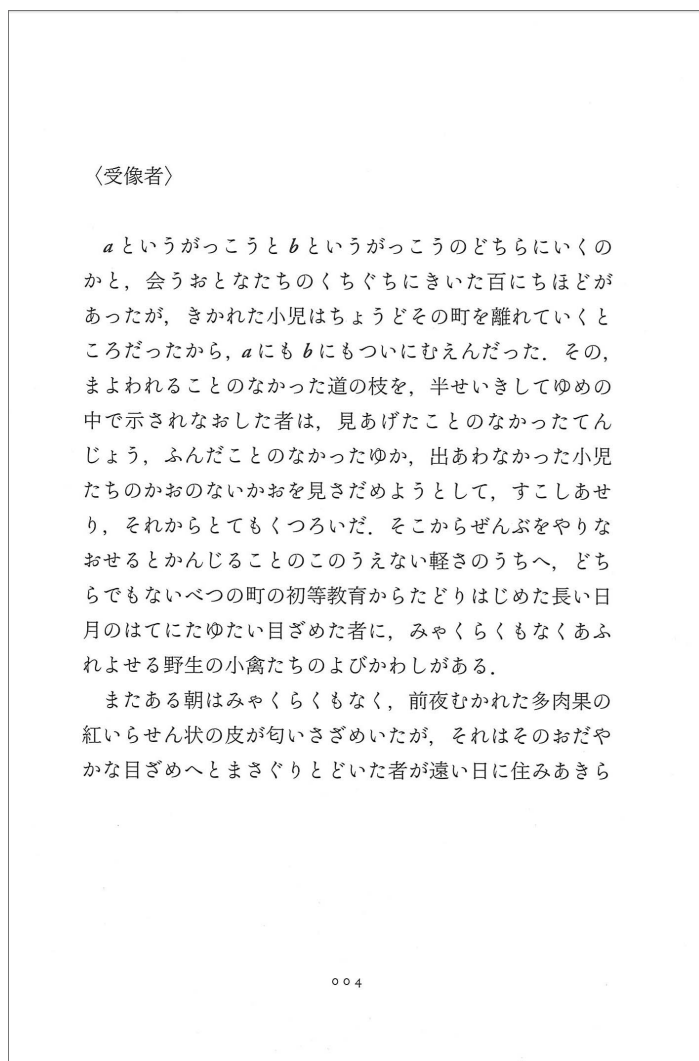 〈受像者〉
aというがっこうとbというがっこうのどちらにいくの
かと，会うおとなたちのくちぐちにきいた百にちほどが
あったが，きかれた小児はちょうどその町を離れていくと
ころだったから，aにもbにもついにむえんだった．その，
まよわれることのなかった道の枝を，半せいきしてゆめの
中で示されなおした者は，見あげたことのなかったてん
じょう，ふんだことのなかったゆか，出あわなかった小児
たちのかおのないかおを見さだめようとして，すこしあせ
り，それからとてもくつろいだ．そこからぜんぶをやりな
おせるとかんじることのこのうえない軽さのうちへ，どち
らでもないべつの町の初等教育からたどりはじめた長い日
月のはてにたゆたい目ざめた者に，みゃくらくもなくあふ
れよせる野生の小禽たちのよびかわしがある．
またある朝はみゃくらくもなく，前夜むかれた多肉果の
紅いらせん状の皮が匂いさざめいたが，それはそのおだや
かな目ざめへとまさぐりとどいた者が遠い日に住みあきら
004